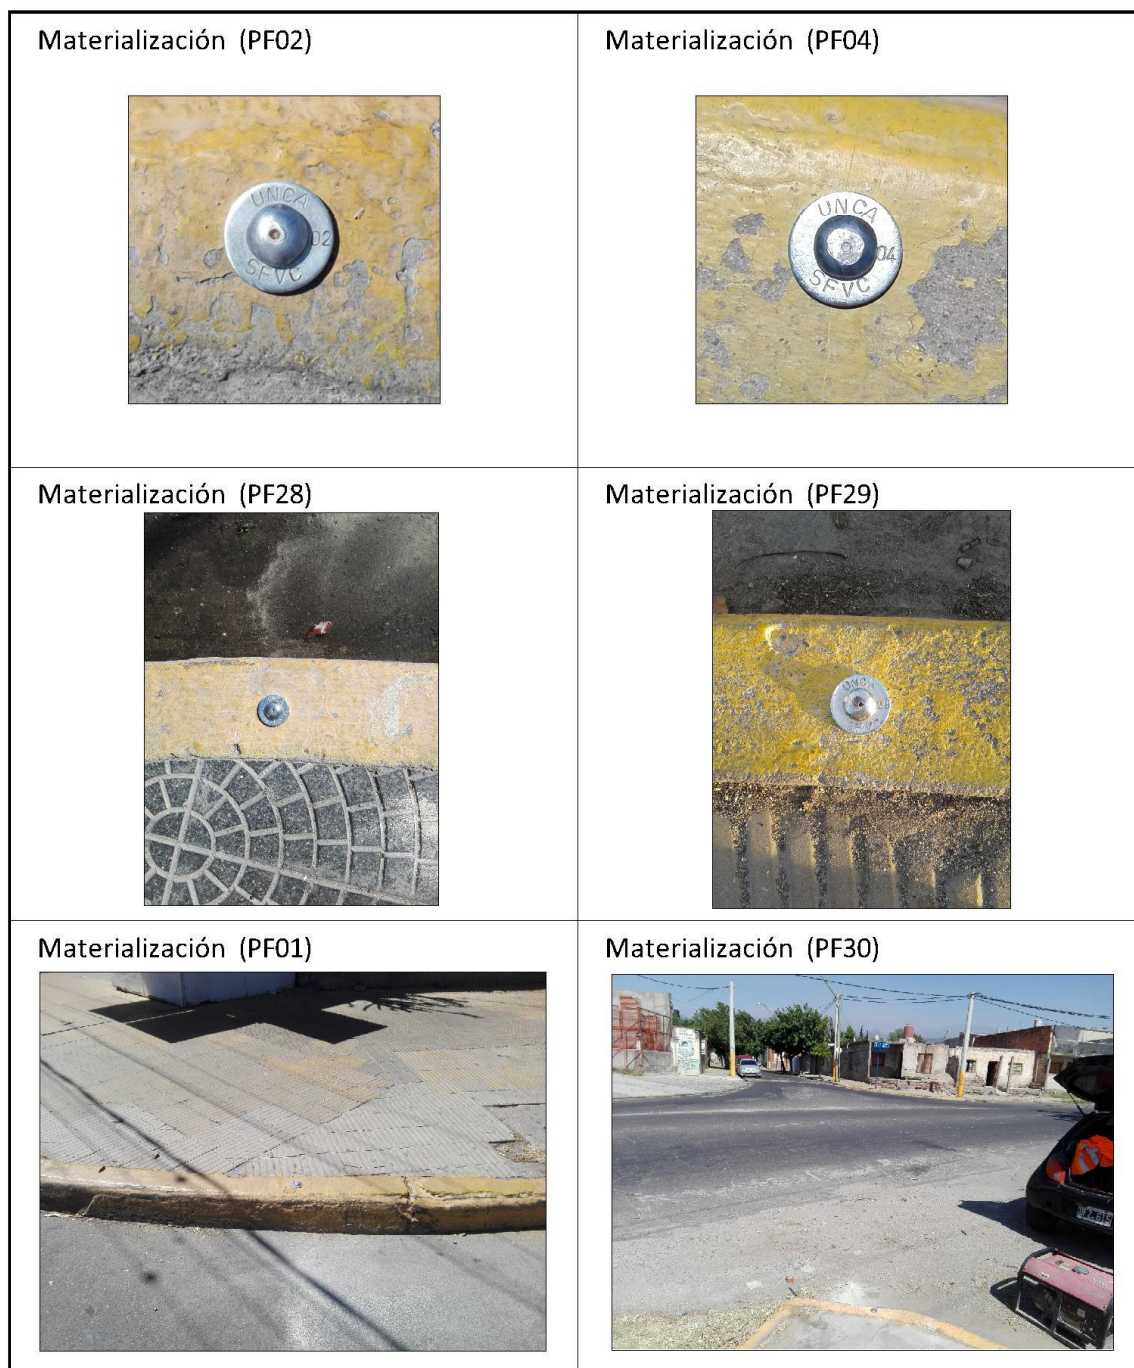 Materialización (PF02)
Materialización (PF04)
UNCA
02
SFVC
UNCA
04
SFVC
Materialización (PF28)
Materialización (PF29)
UNCA
Materialización (PF01)
Materialización (PF30)